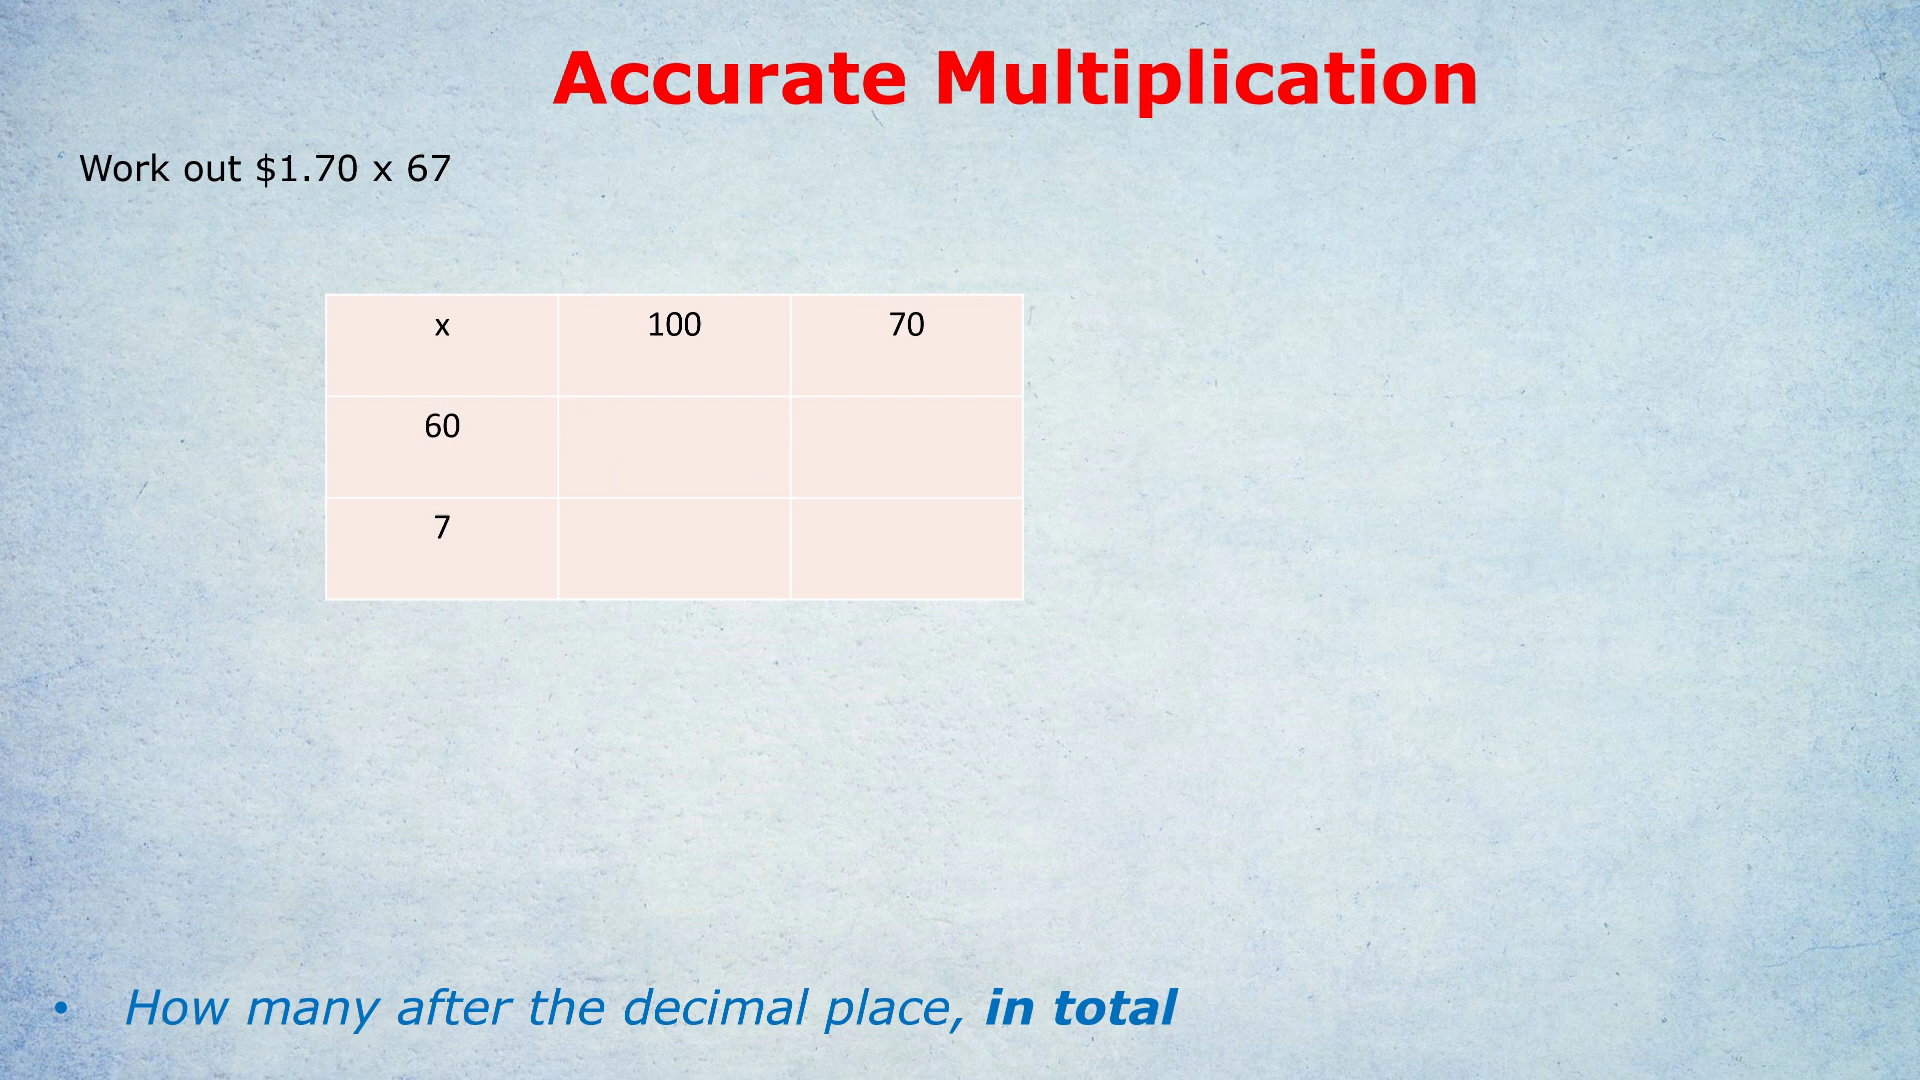 Accurate Multiplication
Work out $1.70 x 67
x 100 70
60
7
• How many after the decimal place, in total